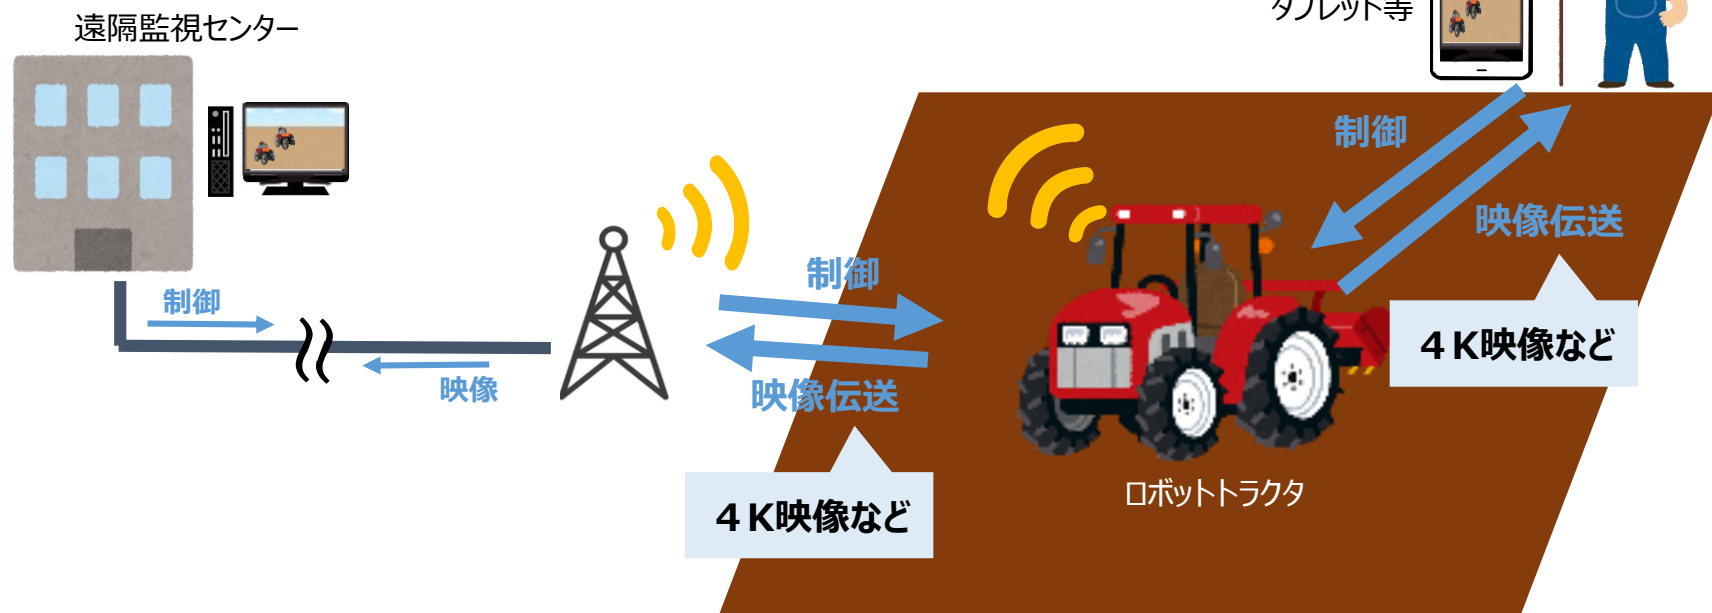 遠隔監視センター
タブレット等
制御
映像伝送
４Ｋ映像など
制御
映像伝送
４Ｋ映像など
制御
映像
ロボットトラクタ